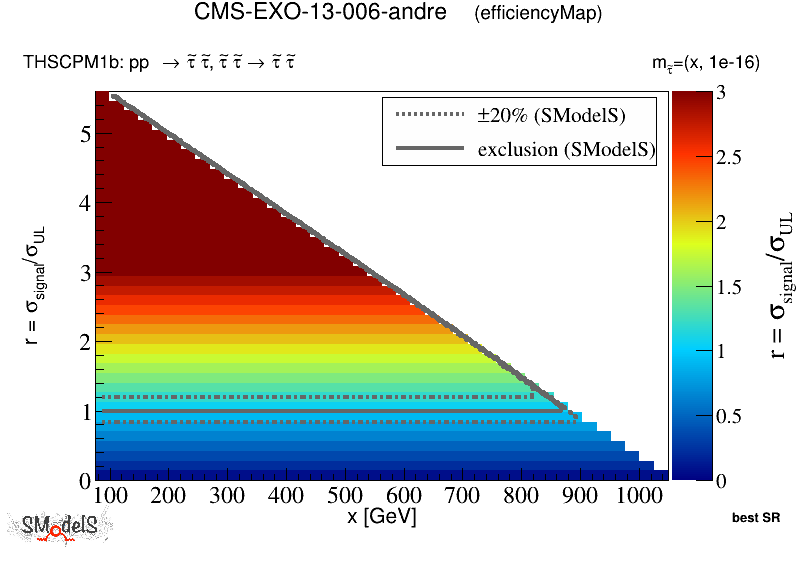 CMS-EXO-13-006-andre (efficiencyMap)
THSCPM1b: pp → τ̃ τ̃, τ̃ τ̃ → τ̃ τ̃
m_τ̃=(x, 1e-16)
±20% (SModelS)
exclusion (SModelS)
r = σ_signal/σ_UL
5
4
3
2
1
0
100 200 300 400 500 600 700 800 900 1000
x [GeV]
3
2.5
2
1.5
1
0.5
0
r = σ_signal/σ_UL
SModelS
best SR